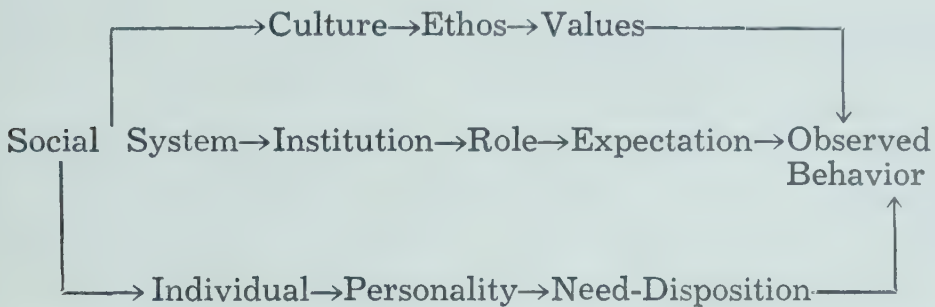 Culture→Ethos→Values
Social System→Institution→Role→Expectation→Observed
Behavior
Individual→Personality→Need-Disposition